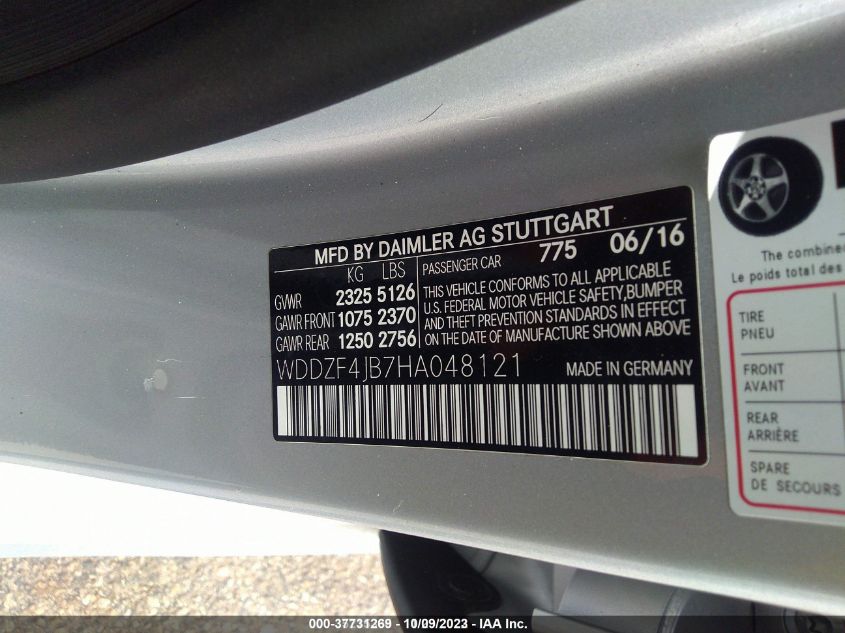 MFD BY DAIMLER AG STUTTGART
KG LBS PASSENGER CAR 775 06/16
GVWR 2325 5126
GAWR FRONT 1075 2370
GAWR REAR 1250 2756
THIS VEHICLE CONFORMS TO ALL APPLICABLE
U.S. FEDERAL MOTOR VEHICLE SAFETY,BUMPER
AND THEFT PREVENTION STANDARDS IN EFFECT
ON THE DATE OF MANUFACTURE SHOWN ABOVE
WDDZF4JB7HA048121 MADE IN GERMANY
The combined
Le poids total des
TIRE
PNEU
FRONT
AVANT
REAR
ARRIÈRE
SPARE
DE SECOURS
000-37731269 - 10/09/2023 - © IAA Inc.